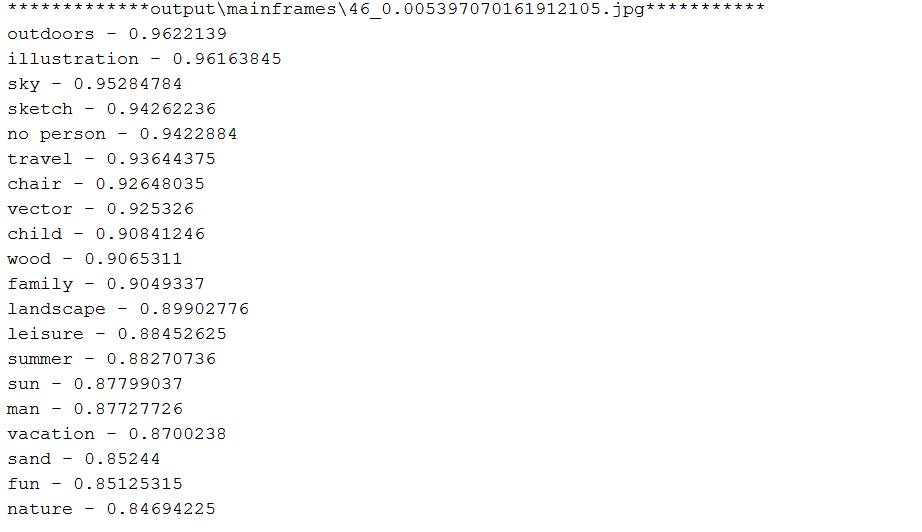 *************output\mainframes\46_0.005397070161912105.jpg***********
outdoors - 0.9622139
illustration - 0.96163845
sky - 0.95284784
sketch - 0.94262236
no person - 0.9422884
travel - 0.93644375
chair - 0.92648035
vector - 0.925326
child - 0.90841246
wood - 0.9065311
family - 0.9049337
landscape - 0.89902776
leisure - 0.88452625
summer - 0.88270736
sun - 0.87799037
man - 0.87727726
vacation - 0.8700238
sand - 0.85244
fun - 0.85125315
nature - 0.84694225